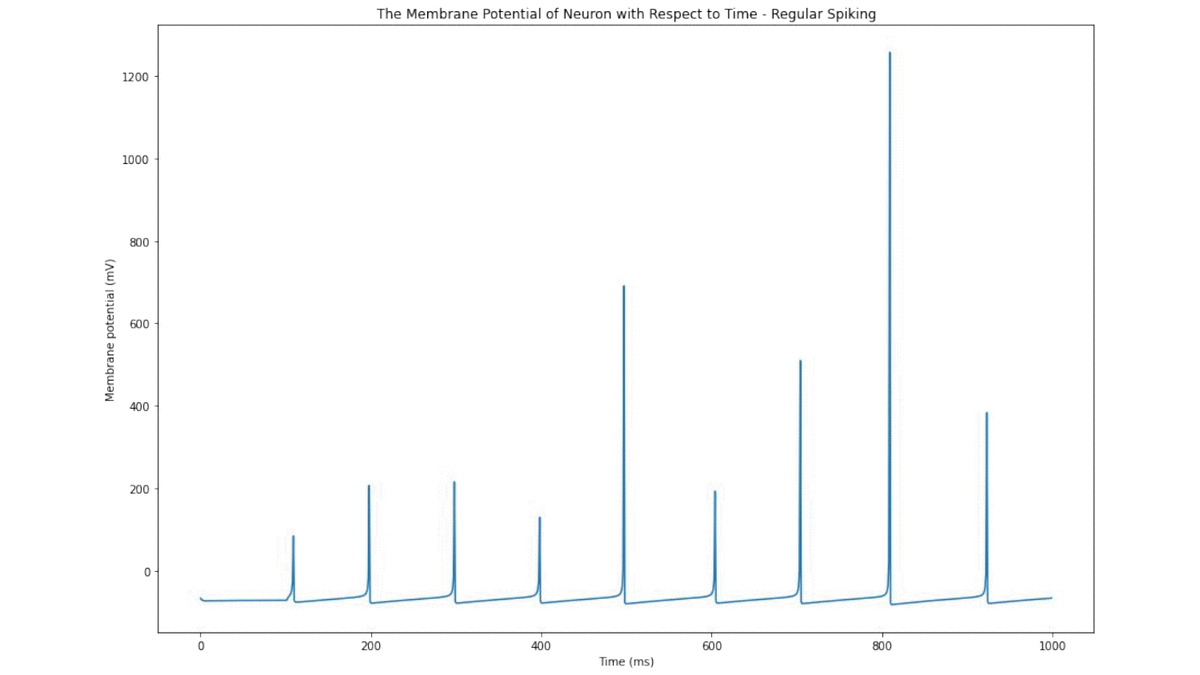 The Membrane Potential of Neuron with Respect to Time - Regular Spiking
1200
1000
800
600
400
200
0
Membrane potential (mV)
0 200 400 600 800 1000
Time (ms)